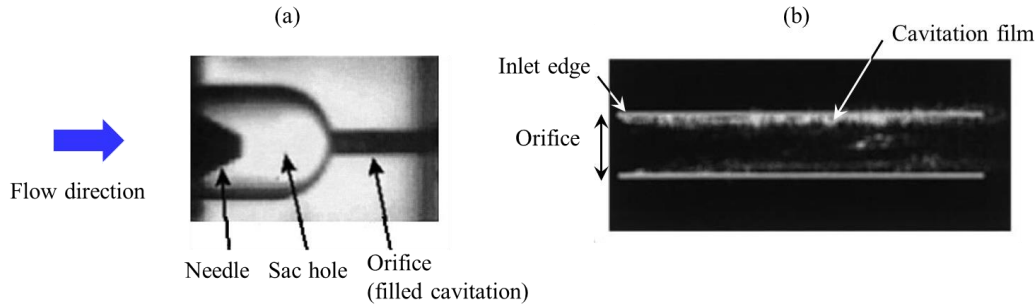 (a)
Flow direction
Needle
Sac hole
Orifice
(filled cavitation)
(b)
Cavitation film
Inlet edge
Orifice